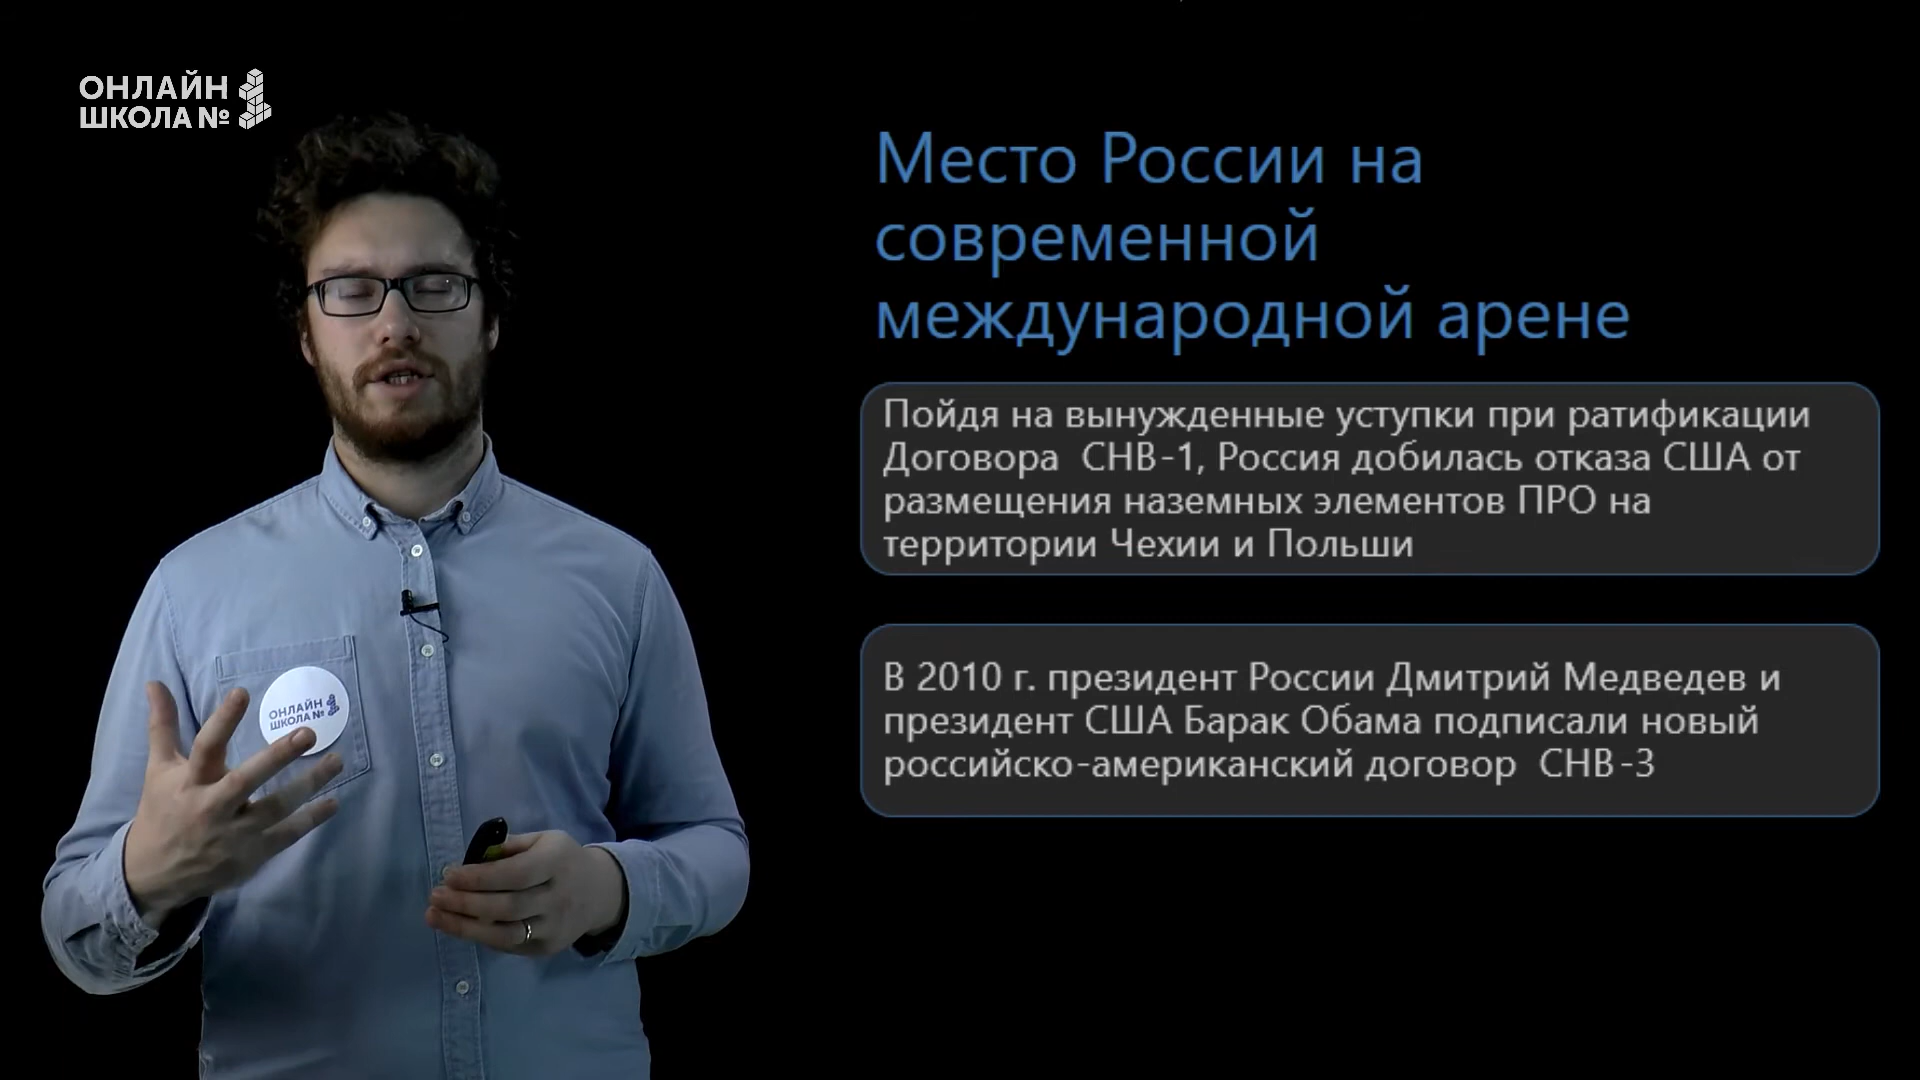 ОНЛАЙН
ШКОЛА №
Место России на
современной
международной арене
Пойдя на вынужденные уступки при ратификации
Договора СНВ-1, Россия добилась отказа США от
размещения наземных элементов ПРО на
территории Чехии и Польши
ОНЛАЙН
ШКОЛА №
В 2010 г. президент России Дмитрий Медведев и
президент США Барак Обама подписали новый
российско-американский договор СНВ-3